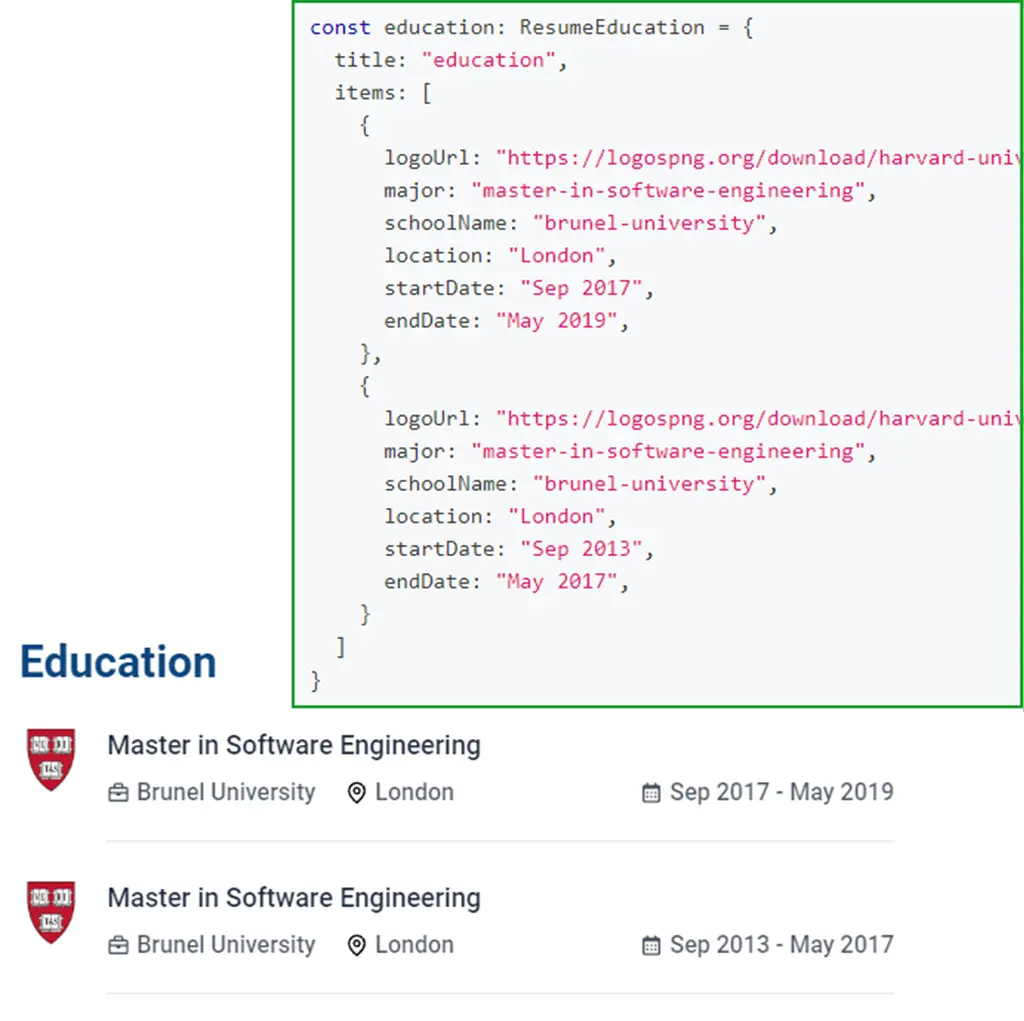 const education: ResumeEducation = {
title: "education",
items: [
{
logoUrl: "https://logospng.org/download/harvard-univ
major: "master-in-software-engineering",
schoolName: "brunel-university",
location: "London",
startDate: "Sep 2017",
endDate: "May 2019",
},
{
logoUrl: "https://logospng.org/download/harvard-univ
major: "master-in-software-engineering",
schoolName: "brunel-university",
location: "London",
startDate: "Sep 2013",
endDate: "May 2017",
}
]
}
Education
Master in Software Engineering
Brunel University London Sep 2017 - May 2019
Master in Software Engineering
Brunel University London Sep 2013 - May 2017